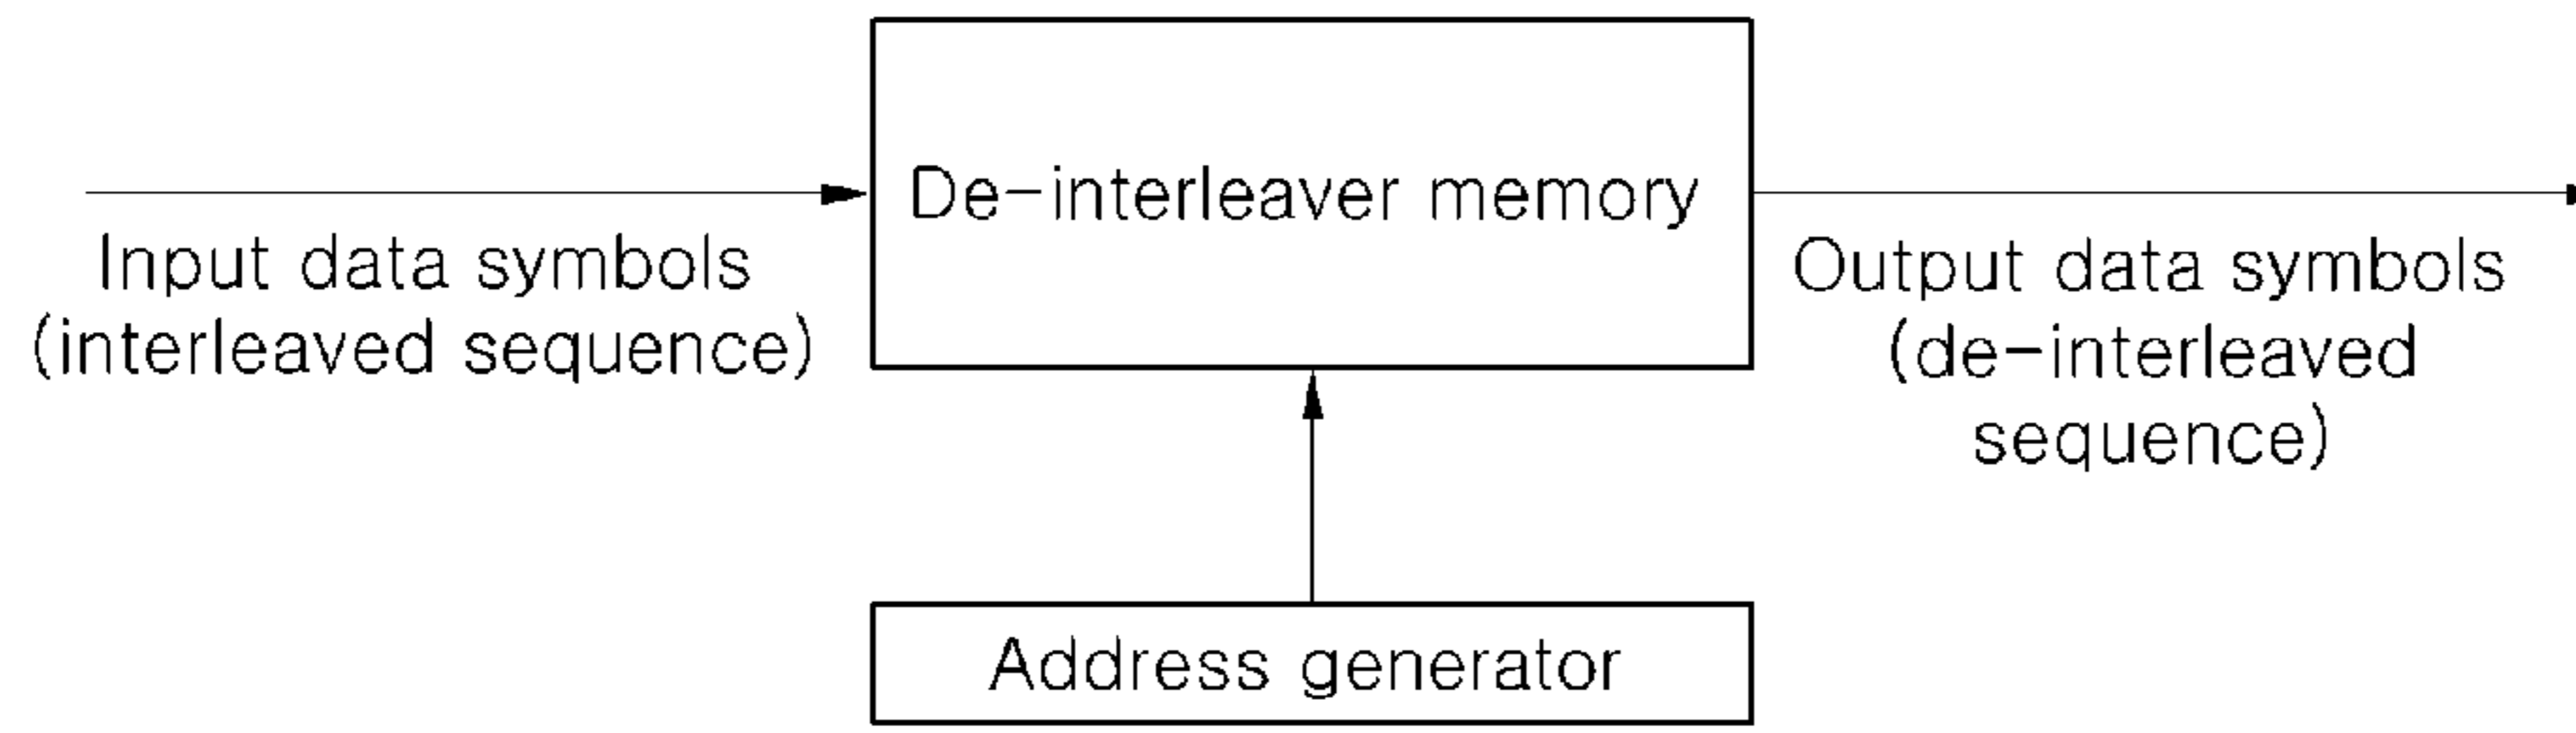 De-interleaver memory
Input data symbols
(interleaved sequence)
Output data symbols
(de-interleaved
sequence)
Address generator